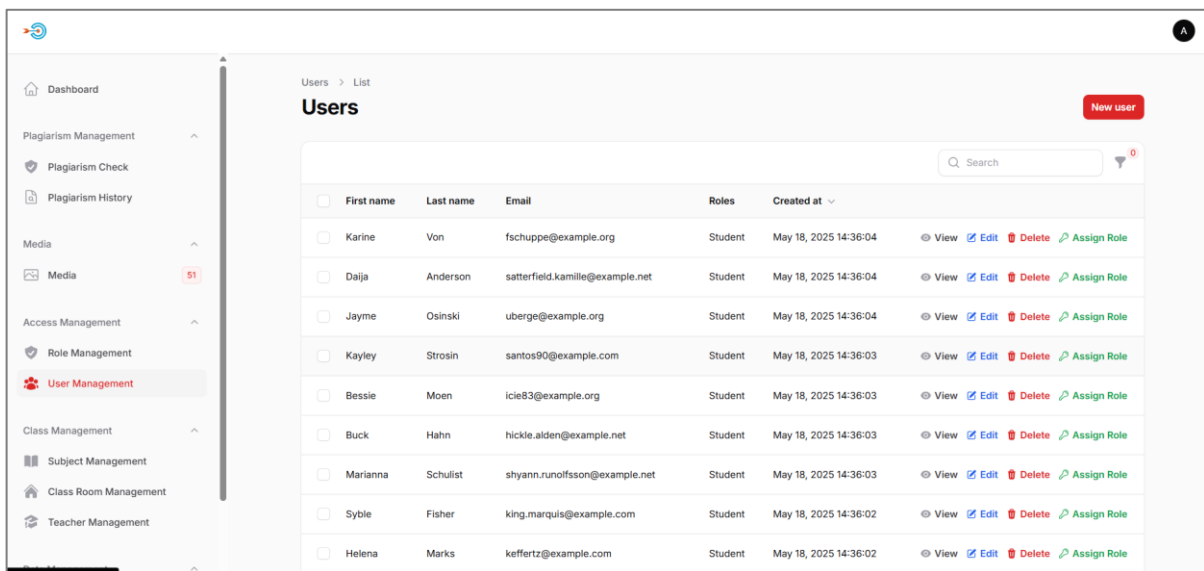 A
Dashboard
Plagiarism Management
Plagiarism Check
Plagiarism History
Media
Media 51
Access Management
Role Management
User Management
Class Management
Subject Management
Class Room Management
Teacher Management
Users > List
Users
New user
Search 0
First name Last name Email Roles Created at
Karine Von fschuppe@example.org Student May 18, 2025 14:36:04 View Edit Delete Assign Role
Daija Anderson satterfield.kamille@example.net Student May 18, 2025 14:36:04 View Edit Delete Assign Role
Jayme Osinski uberge@example.org Student May 18, 2025 14:36:04 View Edit Delete Assign Role
Kayley Strosin santos90@example.com Student May 18, 2025 14:36:03 View Edit Delete Assign Role
Bessie Moen icie83@example.org Student May 18, 2025 14:36:03 View Edit Delete Assign Role
Buck Hahn hickle.alden@example.net Student May 18, 2025 14:36:03 View Edit Delete Assign Role
Marianna Schulist shyann.runolfsson@example.net Student May 18, 2025 14:36:03 View Edit Delete Assign Role
Syble Fisher king.marquis@example.com Student May 18, 2025 14:36:02 View Edit Delete Assign Role
Helena Marks keffertz@example.com Student May 18, 2025 14:36:02 View Edit Delete Assign Role